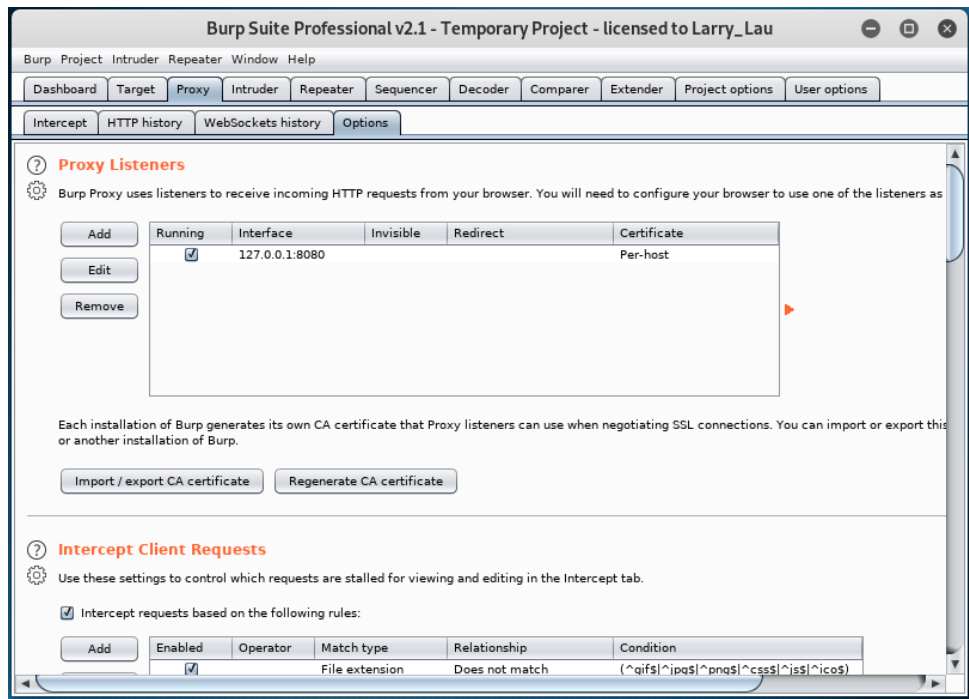 Burp Suite Professional v2.1 - Temporary Project - licensed to Larry_Lau
Burp Project Intruder Repeater Window Help
Dashboard Target Proxy Intruder Repeater Sequencer Decoder Comparer Extender Project options User options
Intercept HTTP history WebSockets history Options
? Proxy Listeners
Burp Proxy uses listeners to receive incoming HTTP requests from your browser. You will need to configure your browser to use one of the listeners as
Add Running Interface Invisible Redirect Certificate
127.0.0.1:8080 Per-host
Edit
Remove
Each installation of Burp generates its own CA certificate that Proxy listeners can use when negotiating SSL connections. You can import or export this
or another installation of Burp.
Import / export CA certificate Regenerate CA certificate
? Intercept Client Requests
Use these settings to control which requests are stalled for viewing and editing in the Intercept tab.
Intercept requests based on the following rules:
Add Enabled Operator Match type Relationship Condition
File extension Does not match (^gif$|^jpg$|^png$|^css$|^js$|^ico$)